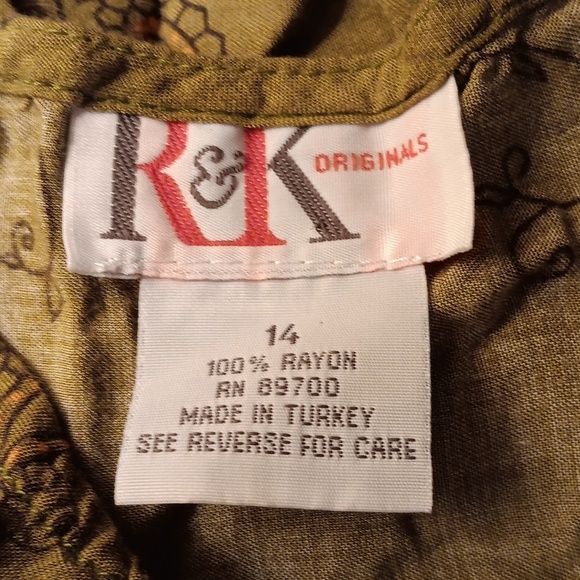 R&K ORIGINALS
14
100% RAYON
RN 89700
MADE IN TURKEY
SEE REVERSE FOR CARE